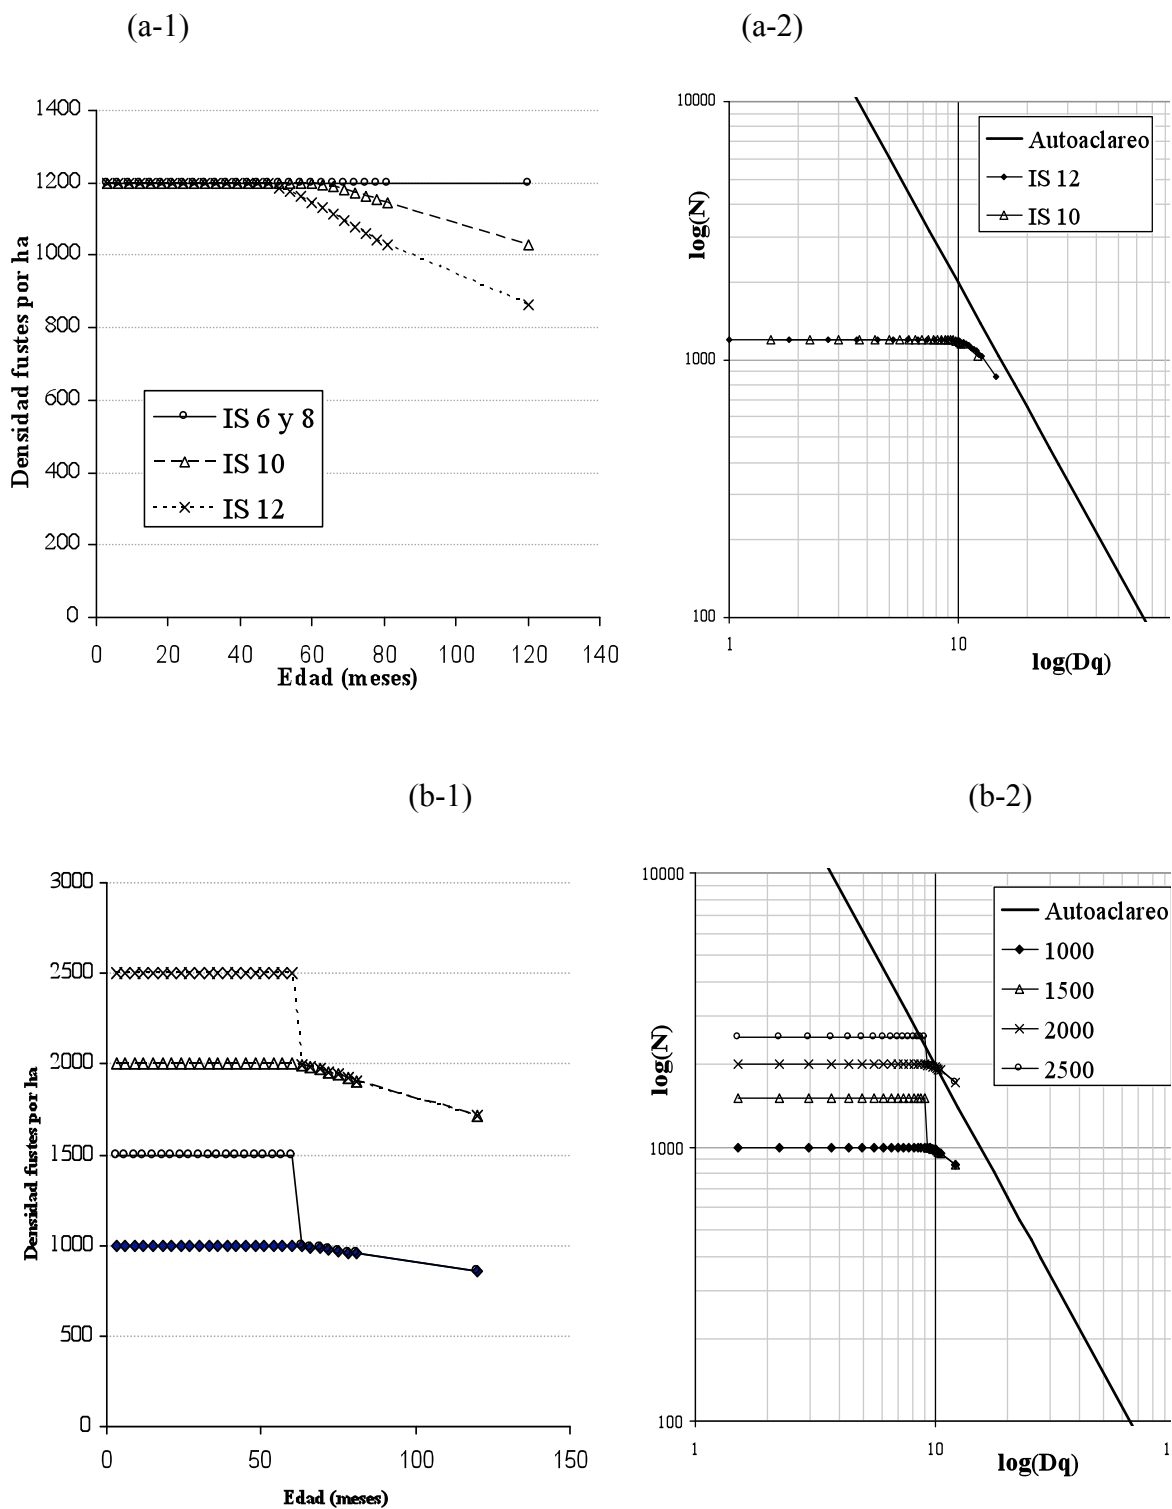 (a-1)
1400
1200
1000
800
600
400
200
0
Densidad fustes por ha
IS 6 y 8
IS 10
IS 12
0 20 40 60 80 100 120 140
Edad (meses)
(a-2)
10000
1000
100
log(N)
Autoaclareo
IS 12
IS 10
1 10
log(Dq)
(b-1)
3000
2500
2000
1500
1000
500
0
Densidad fustes por ha
0 50 100 150
Edad (meses)
(b-2)
10000
1000
100
log(N)
Autoaclareo
1000
1500
2000
2500
1 10
log(Dq)